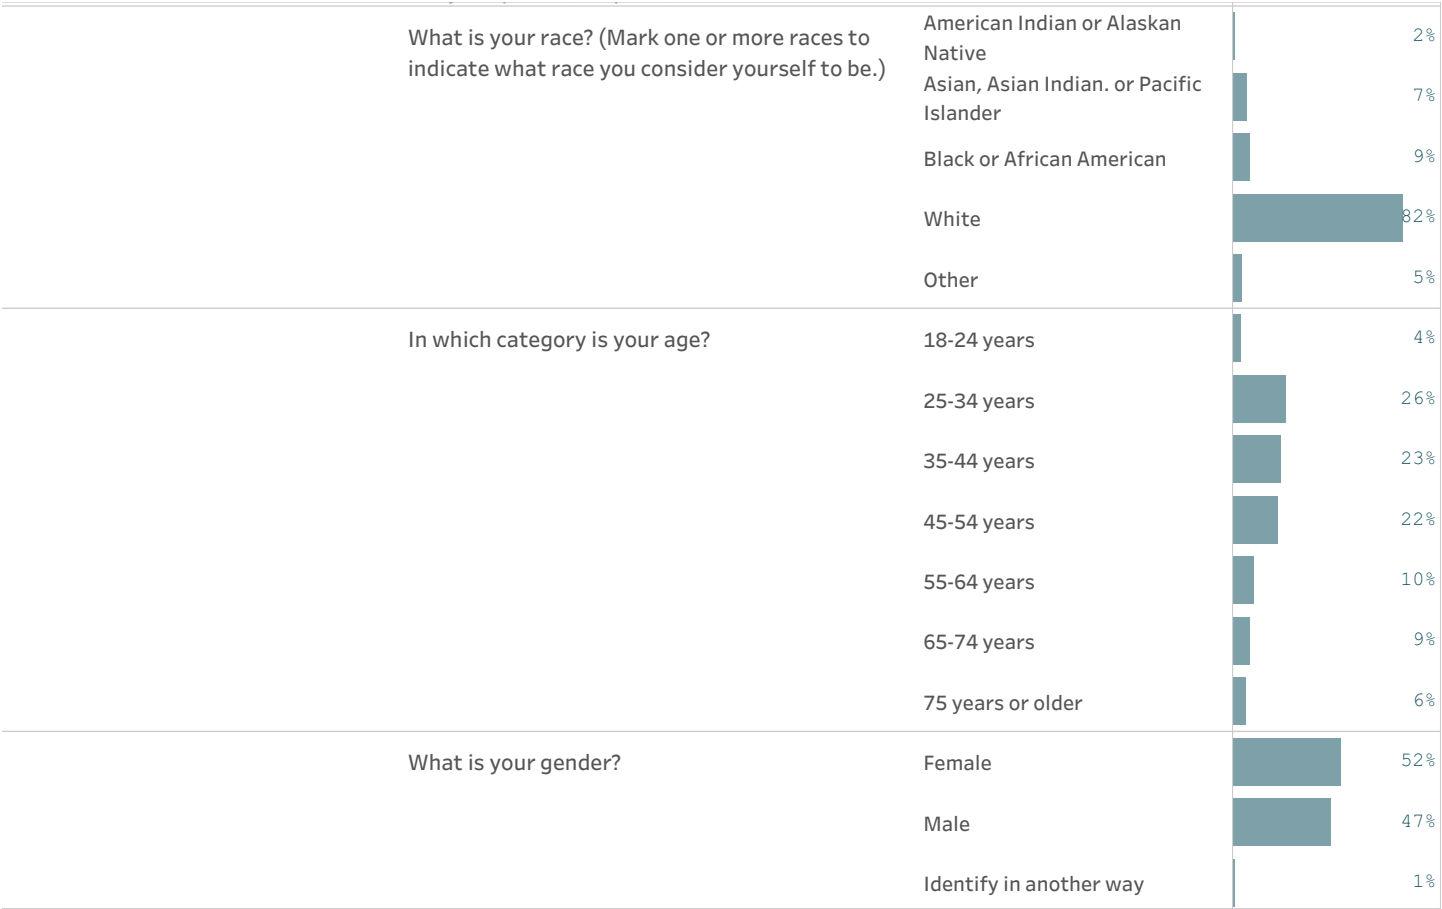 What is your race? (Mark one or more races to
indicate what race you consider yourself to be.)
American Indian or Alaskan
Native
2%
Asian, Asian Indian. or Pacific
Islander
7%
Black or African American
9%
White
82%
Other
5%
In which category is your age?
18-24 years
4%
25-34 years
26%
35-44 years
23%
45-54 years
22%
55-64 years
10%
65-74 years
9%
75 years or older
6%
What is your gender?
Female
52%
Male
47%
Identify in another way
1%